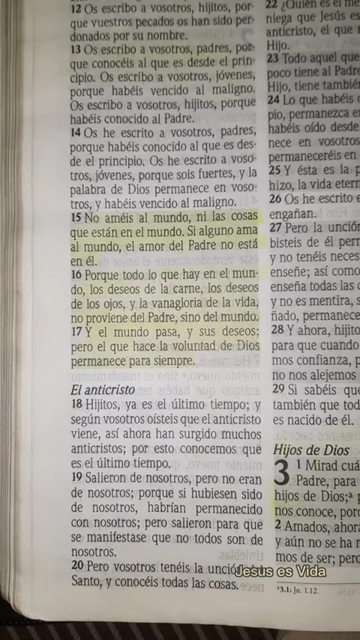 12 Os escribo a vosotros, hijitos, por-
que vuestros pecados os han sido per-
donados por su nombre.
13 Os escribo a vosotros, padres, por-
que conocéis al que es desde el prin-
cipio. Os escribo a vosotros, jóvenes,
porque habéis vencido al maligno.
Os escribo a vosotros, hijitos, porque
habéis conocido al Padre.
14 Os he escrito a vosotros, padres,
porque habéis conocido al que es des-
de el principio. Os he escrito a voso-
tros, jóvenes, porque sois fuertes, y la
palabra de Dios permanece en voso-
tros, y habéis vencido al maligno.
15 No améis al mundo, ni las cosas
que están en el mundo. Si alguno ama
al mundo, el amor del Padre no está
en él.
16 Porque todo lo que hay en el mun-
do, los deseos de la carne, los deseos
de los ojos, y la vanagloria de la vida,
no proviene del Padre, sino del mundo.
17 Y el mundo pasa, y sus deseos;
pero el que hace la voluntad de Dios
permanece para siempre.
El anticristo
18 Hijitos, ya es el último tiempo; y
según vosotros oísteis que el anticristo
viene, así ahora han surgido muchos
anticristos; por esto conocemos que
es el último tiempo.
19 Salieron de nosotros, pero no eran
de nosotros; porque si hubiesen sido
de nosotros, habrían permanecido
con nosotros; pero salieron para que
se manifestase que no todos son de
nosotros.
20 Pero vosotros tenéis la unción
Santo, y conocéis todas las cosas.
22 ¿Quién es el me
niega que Jesús es
anticristo, el que n
Hijo.
23 Todo aquel que
poco tiene al Padre
Hijo, tiene también
24 Lo que habéis o
pio, permanezca en
habéis oído desde
nece en vosotros
permaneceréis en
25 Y ésta es la p
hizo, la vida etern
26 Os he escrito e
engañan.
27 Pero la unción
bisteis de él perm
y no tenéis neces
enseñe; así como
enseña todas las c
y no es mentira, s
ñado, permanece
28 Y ahora, hijito
para que cuando
mos confianza, p
no nos alejemos
29 Si sabéis que
también que tod
es nacido de él.
Hijos de Dios
3 1 Mirad cuá
Padre, para
hijos de Dios;a p
nos conoce, porq
2 Amados, ahora
y aún no se ha n
mos de ser; pero
a3.1: Jn. 1.12.
Jesús es Vida